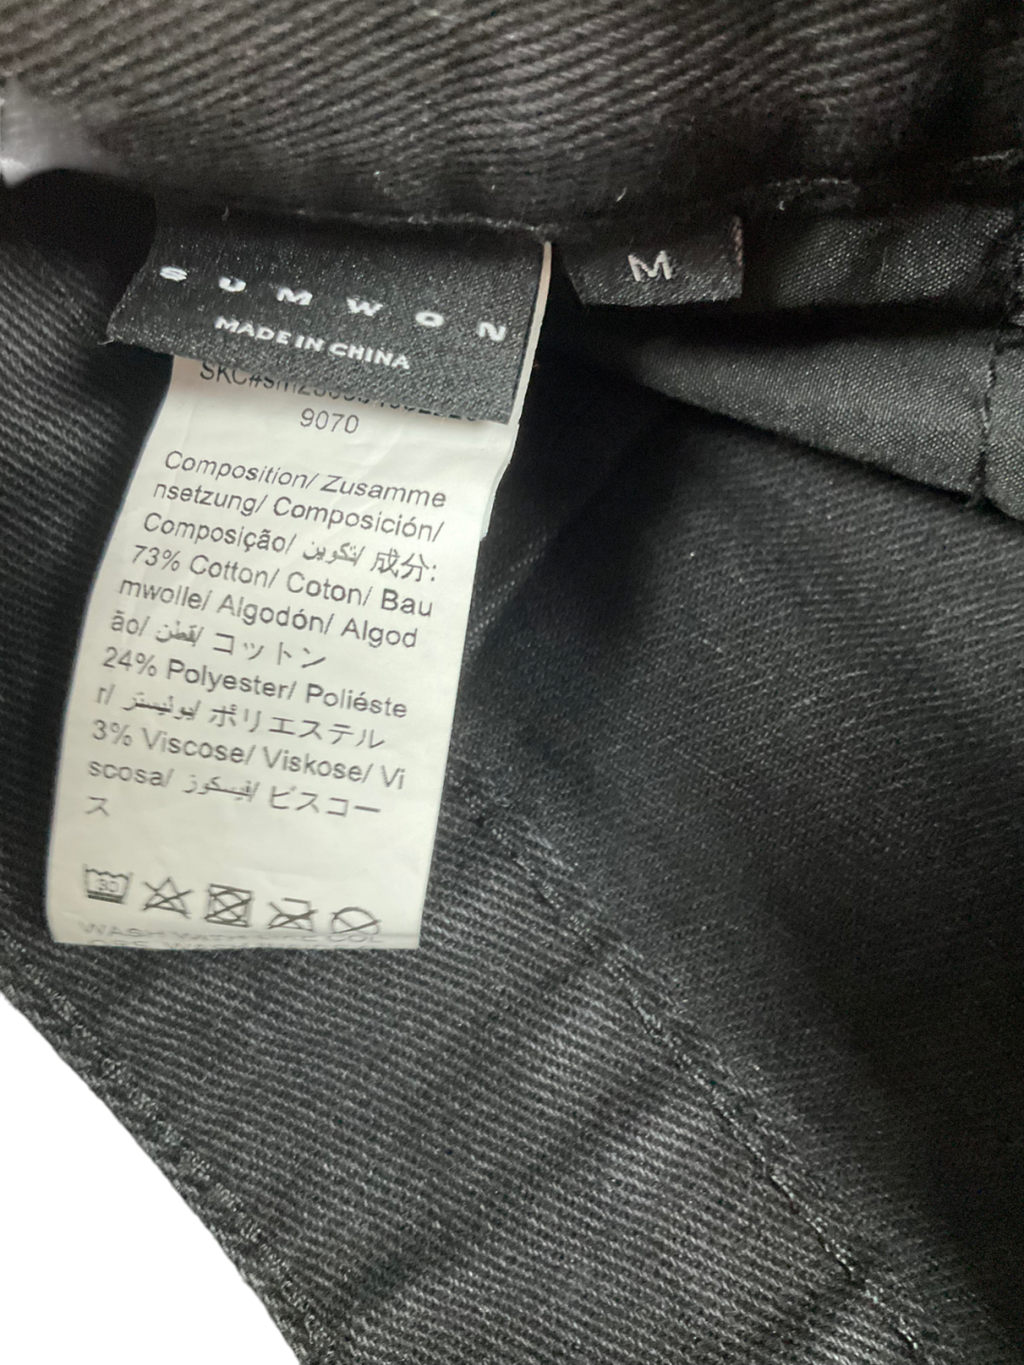 SUMWON
MADE IN CHINA
M
9070
Composition/ Zusamme
nsetzung/ Composición/
Composição/ تكوين/ 成分:
73% Cotton/ Coton/ Bau
mwolle/ Algodón/ Algod
ão/ قطن/ コットン
24% Polyester/ Poliéste
r/ بوليستر/ ポリエステル
3% Viscose/ Viskose/ Vi
scosa/ فيسكوز/ ビスコー
ス
30
WASH WITH